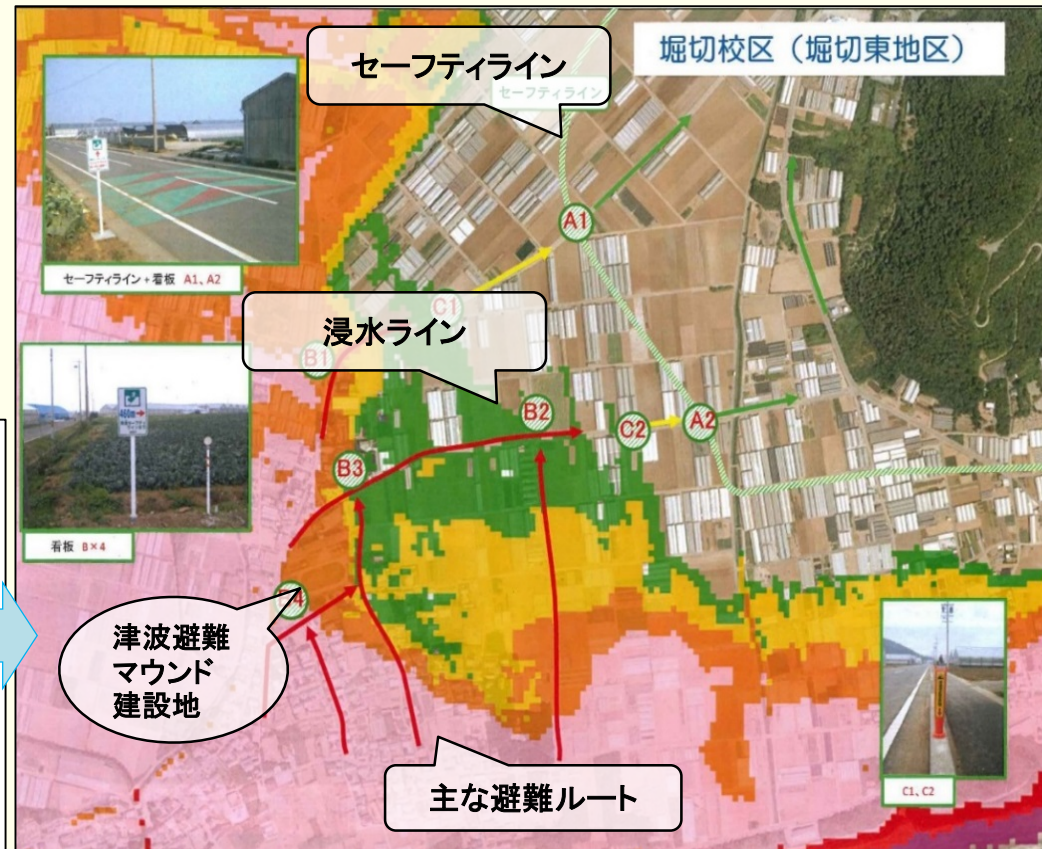 堀切校区（堀切東地区）
セーフティライン
セーフティライン
セーフティライン+看板 A1、A2
A1
C1
浸水ライン
B1
B2
C2
A2
B3
460m→
看板 B×4
4
津波避難
マウンド
建設地
主な避難ルート
C1、C2